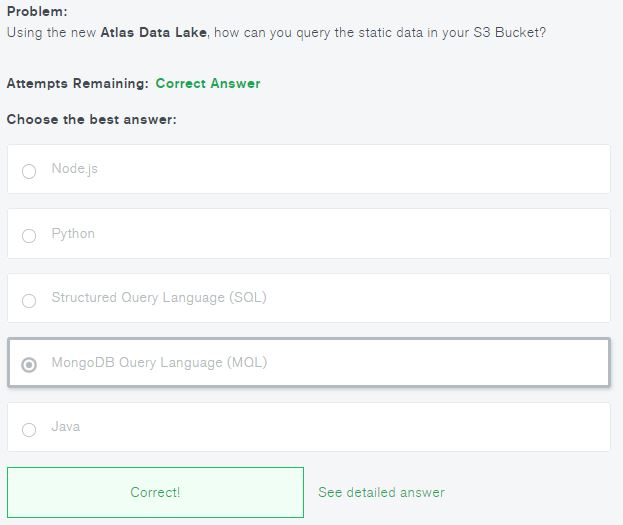 Problem:
Using the new Atlas Data Lake, how can you query the static data in your S3 Bucket?
Attempts Remaining: Correct Answer
Choose the best answer:
Node.js
Python
Structured Query Language (SQL)
MongoDB Query Language (MQL)
Java
Correct!
See detailed answer